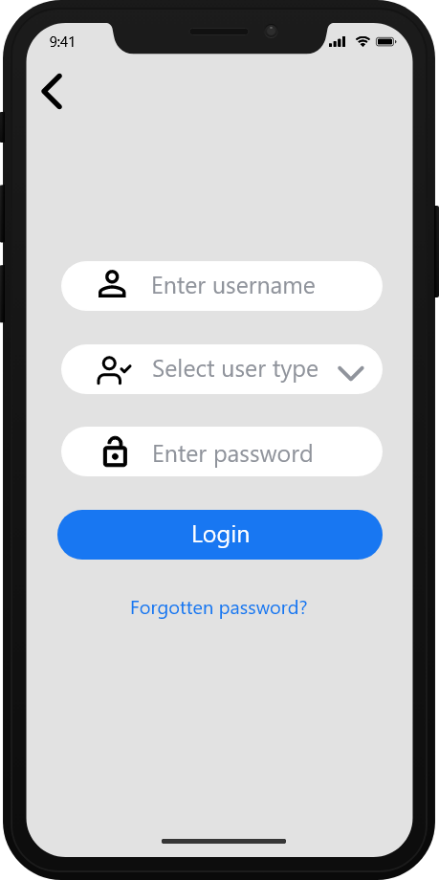 9:41
Enter username
Select user type
Enter password
Login
Forgotten password?